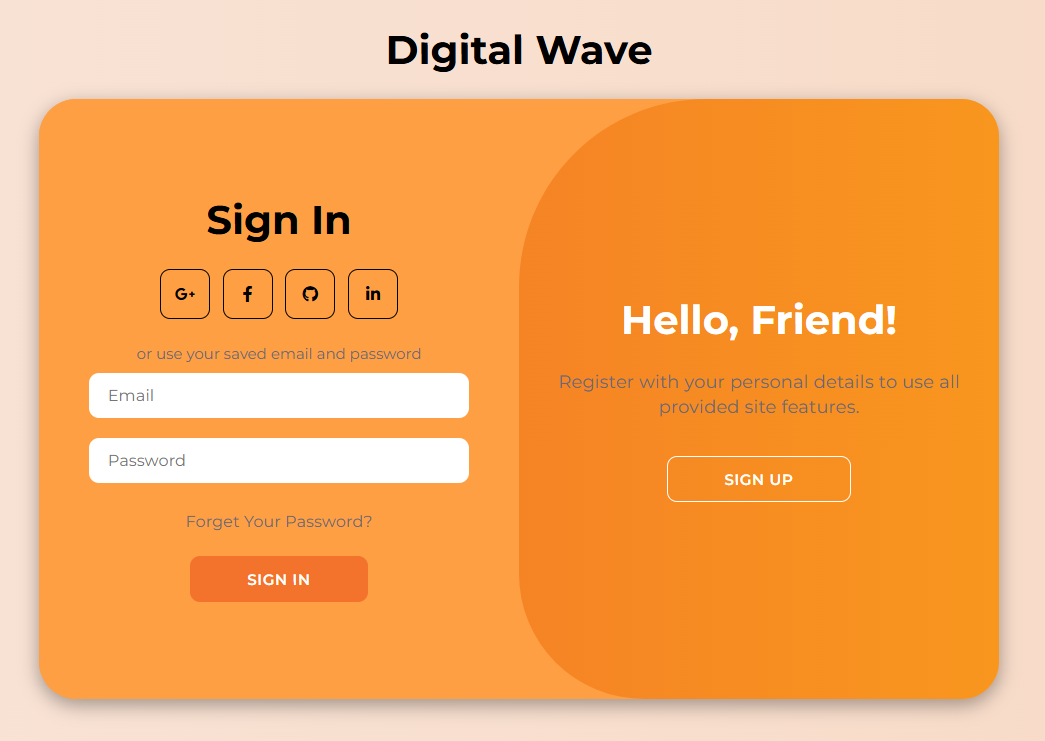 Digital Wave
Sign In
G+ f in
or use your saved email and password
Email
Password
Forget Your Password?
SIGN IN
Hello, Friend!
Register with your personal details to use all
provided site features.
SIGN UP